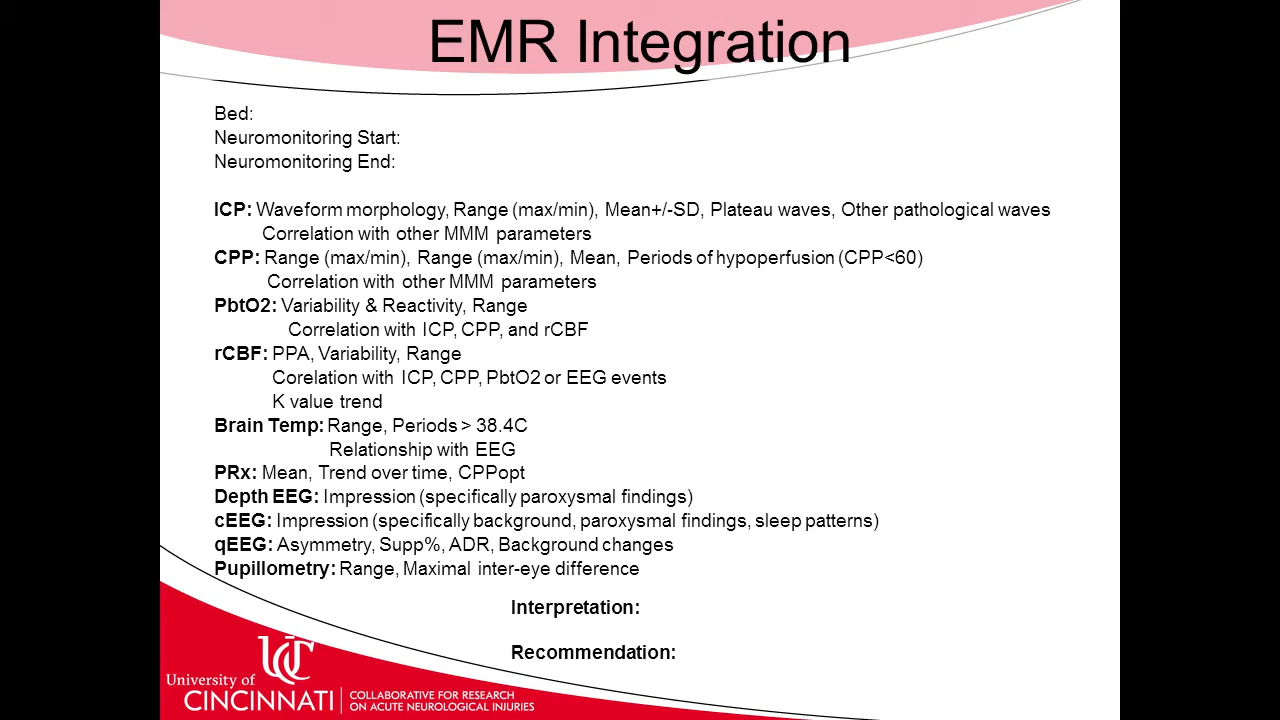 EMR Integration
Bed:
Neuromonitoring Start:
Neuromonitoring End:
ICP: Waveform morphology, Range (max/min), Mean+/-SD, Plateau waves, Other pathological waves
Correlation with other MMM parameters
CPP: Range (max/min), Range (max/min), Mean, Periods of hypoperfusion (CPP<60)
Correlation with other MMM parameters
PbtO2: Variability & Reactivity, Range
Correlation with ICP, CPP, and rCBF
rCBF: PPA, Variability, Range
Corelation with ICP, CPP, PbtO2 or EEG events
K value trend
Brain Temp: Range, Periods > 38.4C
Relationship with EEG
PRx: Mean, Trend over time, CPPopt
Depth EEG: Impression (specifically paroxysmal findings)
cEEG: Impression (specifically background, paroxysmal findings, sleep patterns)
qEEG: Asymmetry, Supp%, ADR, Background changes
Pupillometry: Range, Maximal inter-eye difference
Interpretation:
Recommendation:
UC
University of
CINCINNATI
COLLABORATIVE FOR RESEARCH
ON ACUTE NEUROLOGICAL INJURIES